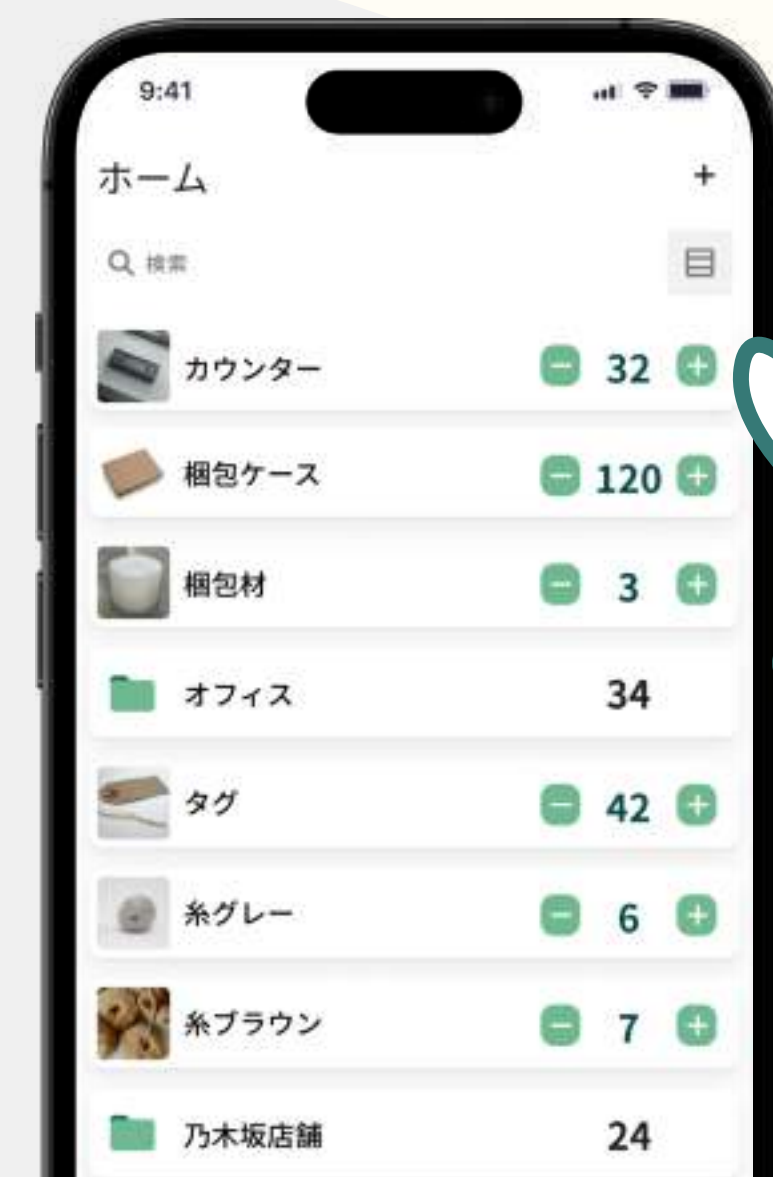 9:41
ホーム
+
検索
カウンター 32
梱包ケース 120
梱包材 3
オフィス 34
タグ 42
糸グレー 6
糸ブラウン 7
乃木坂店舗 24